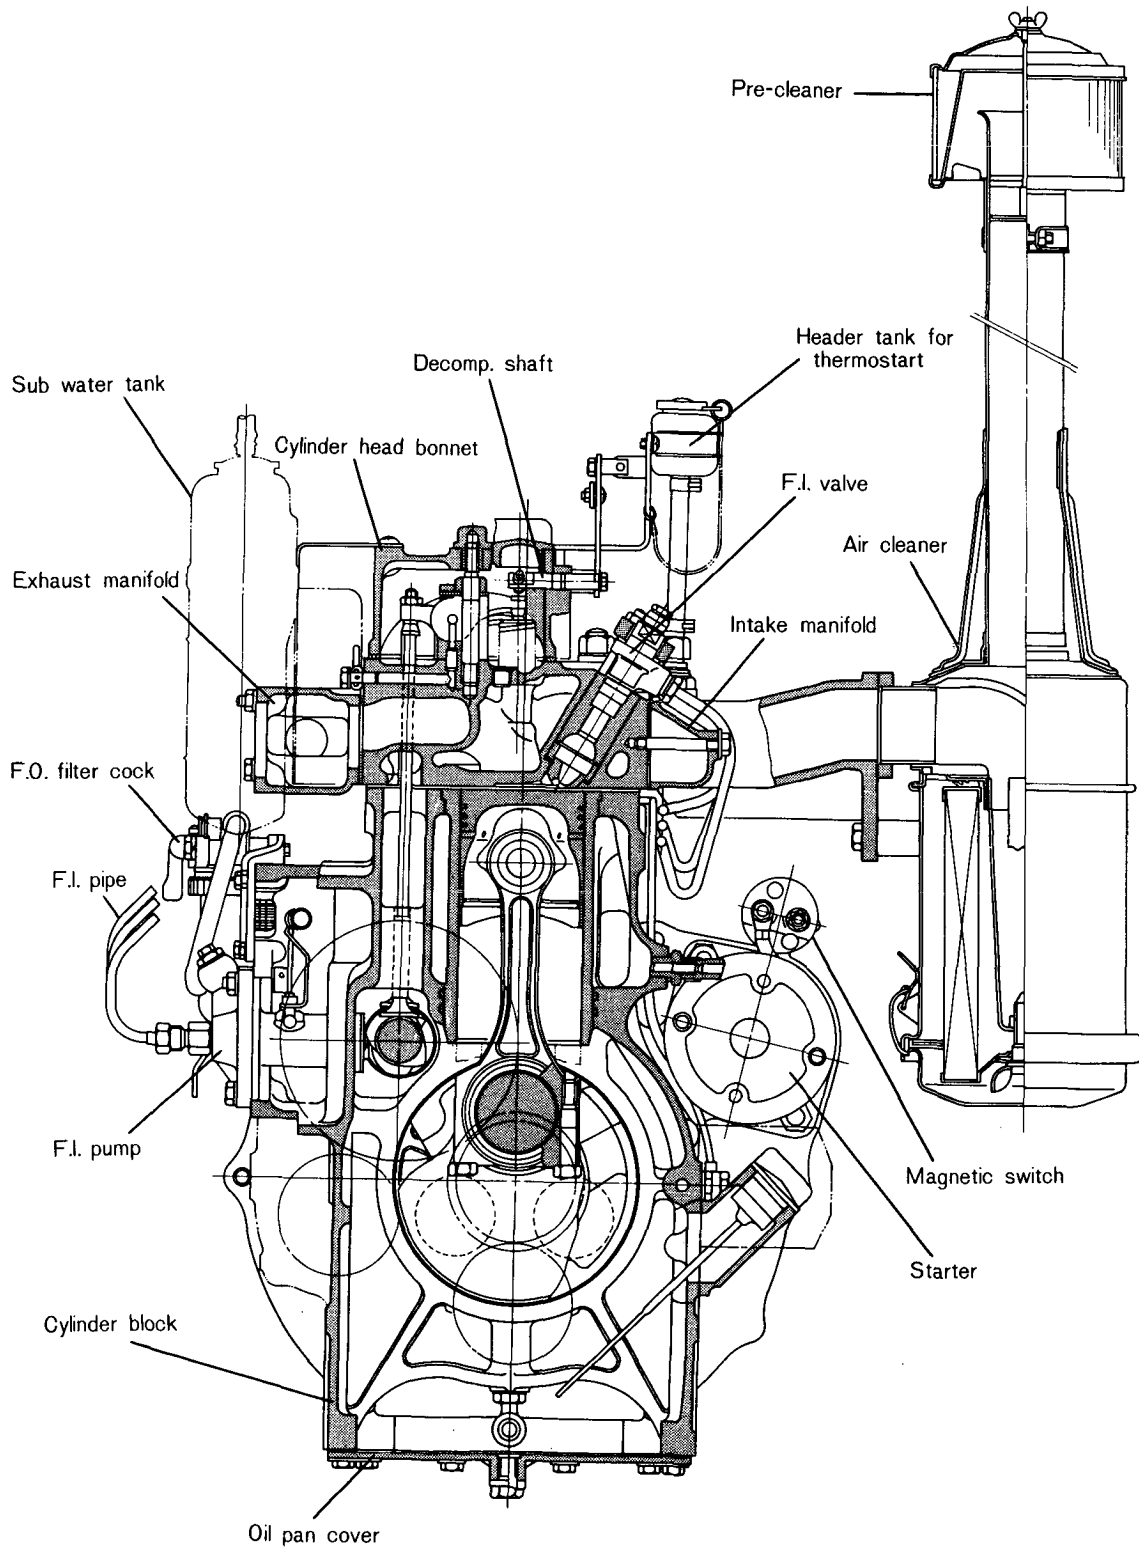 Pre-cleaner
Header tank for
thermostart
Decomp. shaft
Sub water tank
Cylinder head bonnet
F.I. valve
Air cleaner
Exhaust manifold
Intake manifold
F.O. filter cock
F.I. pipe
F.I. pump
Magnetic switch
Starter
Cylinder block
Oil pan cover